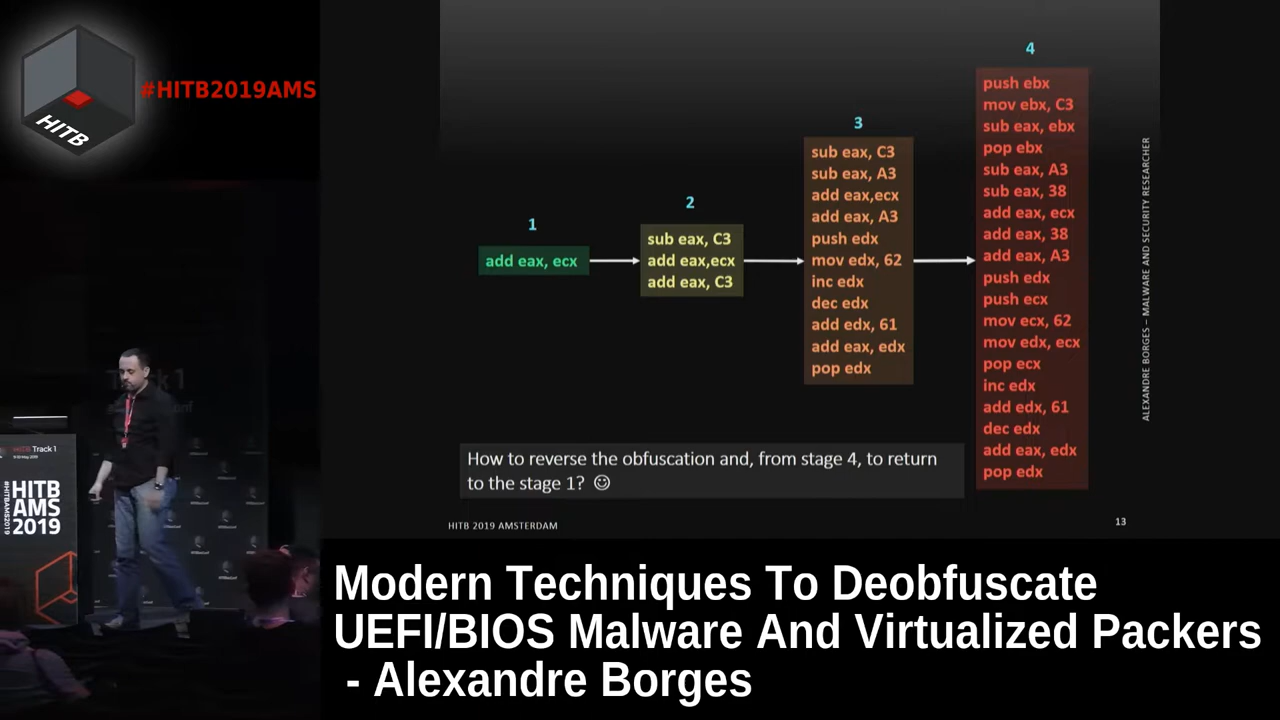 HITB
#HITB2019AMS
1
add eax, ecx
2
sub eax, C3
add eax,ecx
add eax, C3
3
sub eax, C3
sub eax, A3
add eax,ecx
add eax, A3
push edx
mov edx, 62
inc edx
dec edx
add edx, 61
add eax, edx
pop edx
4
push ebx
mov ebx, C3
sub eax, ebx
pop ebx
sub eax, A3
sub eax, 38
add eax, ecx
add eax, 38
add eax, A3
push edx
push ecx
mov ecx, 62
mov edx, ecx
pop ecx
inc edx
add edx, 61
dec edx
add eax, edx
pop edx
ALEXANDRE BORGES – MALWARE AND SECURITY RESEARCHER
How to reverse the obfuscation and, from stage 4, to return
to the stage 1? ☺
HITB 2019 AMSTERDAM
13
Track 1
HITB Track 1
#HITBAMS2019
HITB
AMS
2019
Modern Techniques To Deobfuscate
UEFI/BIOS Malware And Virtualized Packers
- Alexandre Borges